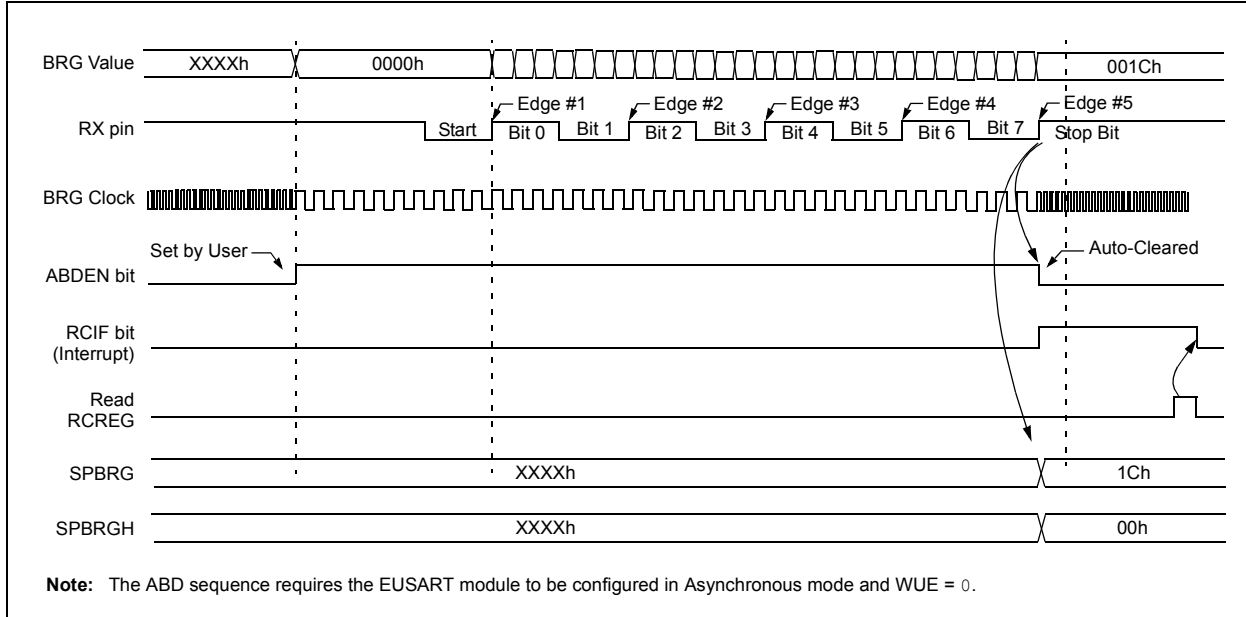 BRG Value XXXXh 0000h 001Ch
Edge #1 Edge #2 Edge #3 Edge #4 Edge #5
RX pin Start Bit 0 Bit 1 Bit 2 Bit 3 Bit 4 Bit 5 Bit 6 Bit 7 Stop Bit
BRG Clock
Set by User Auto-Cleared
ABDEN bit
RCIF bit
(Interrupt)
Read
RCREG
SPBRG XXXXh 1Ch
SPBRGH XXXXh 00h
Note: The ABD sequence requires the EUSART module to be configured in Asynchronous mode and WUE = 0.